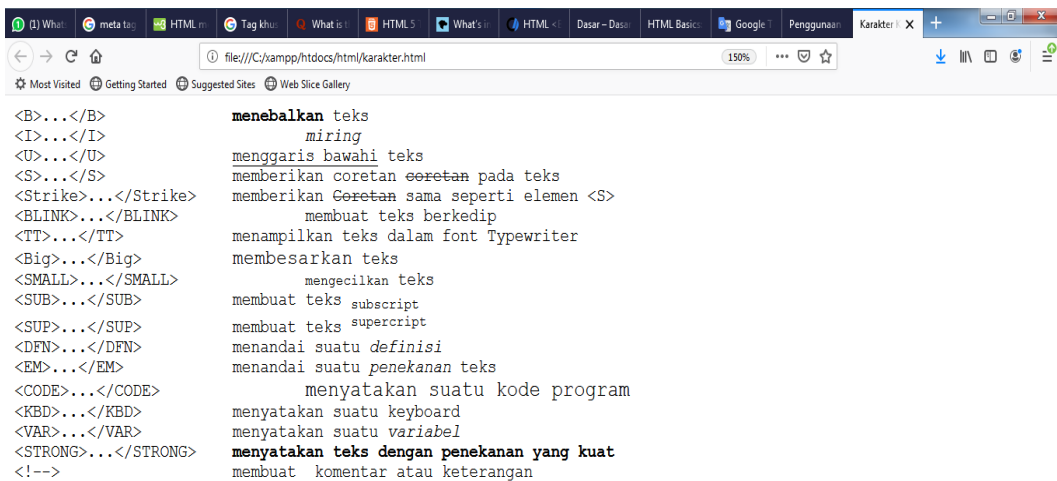 (1) What: meta tag HTML m Tag khus What is t HTML 5 What's in HTML < Dasar – Dasar HTML Basics: Google T Penggunaan Karakter K
file:///C:/xampp/htdocs/html/karakter.html 150%
Most Visited Getting Started Suggested Sites Web Slice Gallery
<B>...</B> menebalkan teks
<I>...</I> miring
<U>...</U> menggaris bawahi teks
<S>...</S> memberikan coretan coretan pada teks
<Strike>...</Strike> memberikan Coretan sama seperti elemen <S>
<BLINK>...</BLINK> membuat teks berkedip
<TT>...</TT> menampilkan teks dalam font Typewriter
<Big>...</Big> membesarkan teks
<SMALL>...</SMALL> mengecilkan teks
<SUB>...</SUB> membuat teks subscript
<SUP>...</SUP> membuat teks supercript
<DFN>...</DFN> menandai suatu definisi
<EM>...</EM> menandai suatu penekanan teks
<CODE>...</CODE> menyatakan suatu kode program
<KBD>...</KBD> menyatakan suatu keyboard
<VAR>...</VAR> menyatakan suatu variabel
<STRONG>...</STRONG> menyatakan teks dengan penekanan yang kuat
<!--> membuat komentar atau keterangan